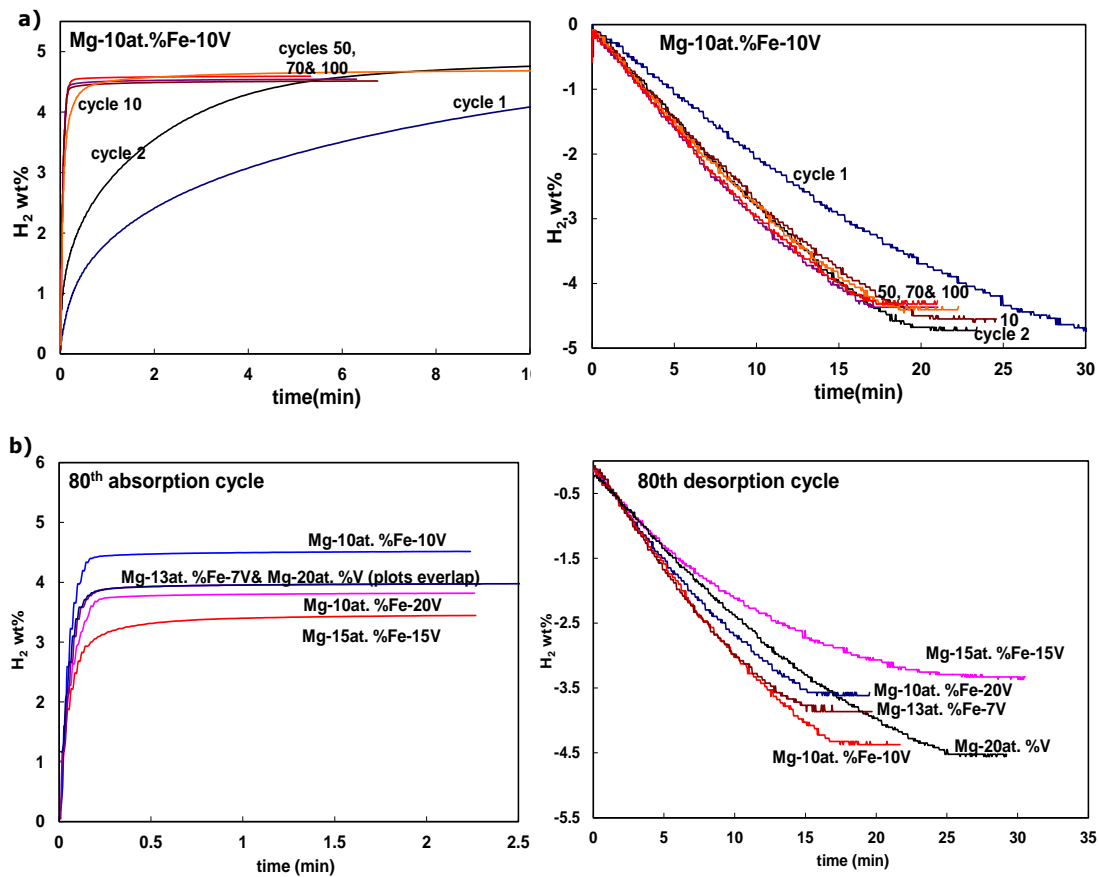 a)
Mg-10at.%Fe-10V
cycles 50,
70& 100
cycle 10
cycle 1
cycle 2
H2 wt%
5
4
3
2
1
0
0
2
4
6
8
10
time(min)
Mg-10at.%Fe-10V
cycle 1
50, 70& 100
10
cycle 2
H2 wt%
0
-1
-2
-3
-4
-5
0
5
10
15
20
25
30
time(min)
b)
80th absorption cycle
Mg-10at. %Fe-10V
Mg-13at. %Fe-7V& Mg-20at. %V (plots everlap)
Mg-10at. %Fe-20V
Mg-15at. %Fe-15V
H2 wt%
6
5
4
3
2
1
0
0
0.5
1
1.5
2
2.5
time (min)
80th desorption cycle
Mg-15at. %Fe-15V
Mg-10at. %Fe-20V
Mg-13at. %Fe-7V
Mg-20at. %V
Mg-10at. %Fe-10V
H2 wt%
-0.5
-1.5
-2.5
-3.5
-4.5
-5.5
0
5
10
15
20
25
30
35
time (min)